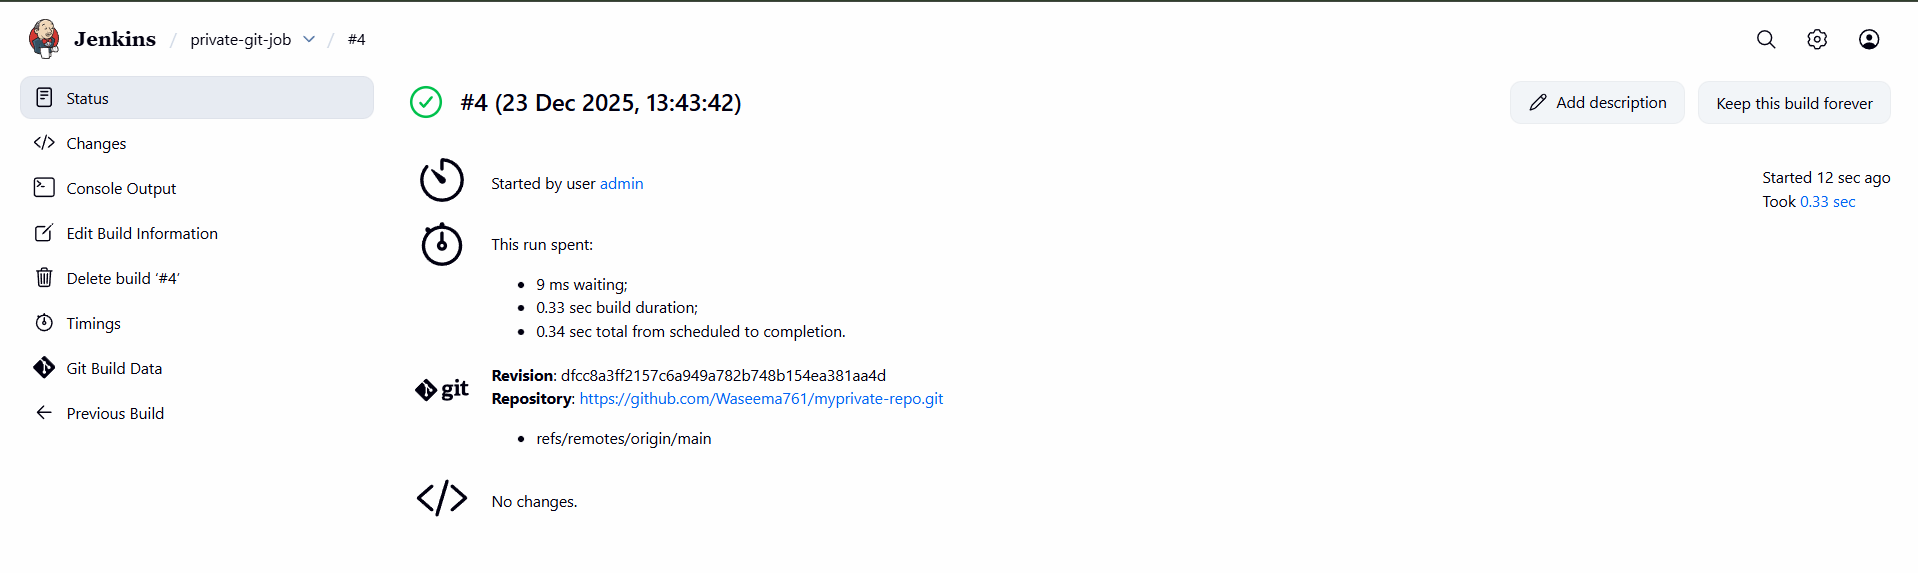 Jenkins / private-git-job / #4
Status
Changes
Console Output
Edit Build Information
Delete build ‘#4’
Timings
Git Build Data
Previous Build
#4 (23 Dec 2025, 13:43:42)
Add description
Keep this build forever
Started by user admin
Started 12 sec ago
Took 0.33 sec
This run spent:
• 9 ms waiting;
• 0.33 sec build duration;
• 0.34 sec total from scheduled to completion.
git
Revision: dfcc8a3ff2157c6a949a782b748b154ea381aa4d
Repository: https://github.com/Waseema761/myprivate-repo.git
• refs/remotes/origin/main
No changes.